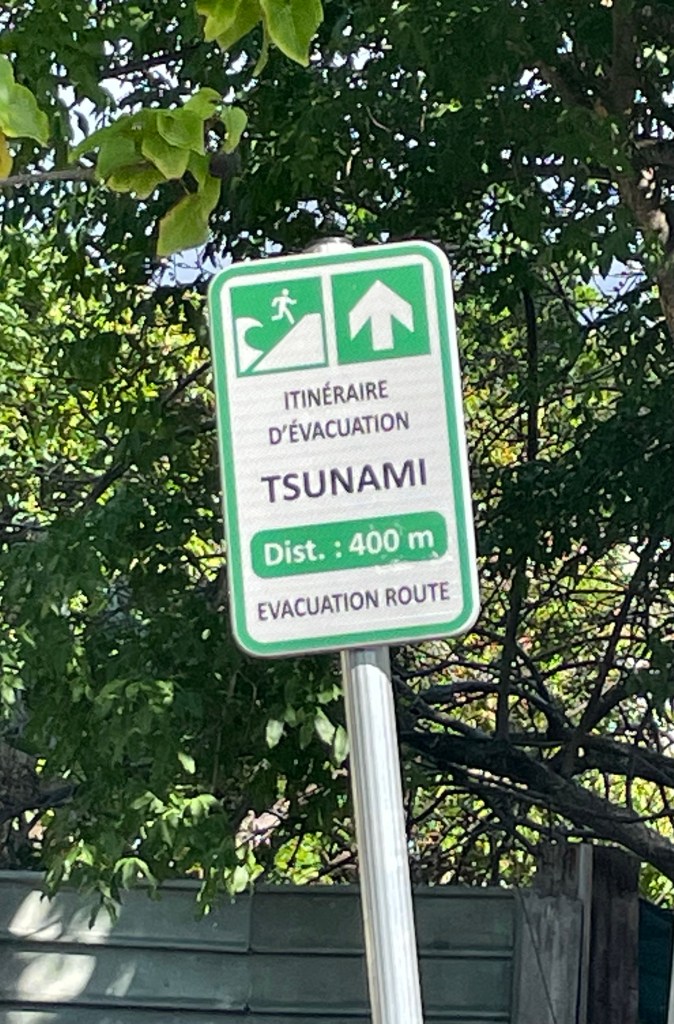 ITINÉRAIRE
D'ÉVACUATION
TSUNAMI
Dist. : 400 m
EVACUATION ROUTE